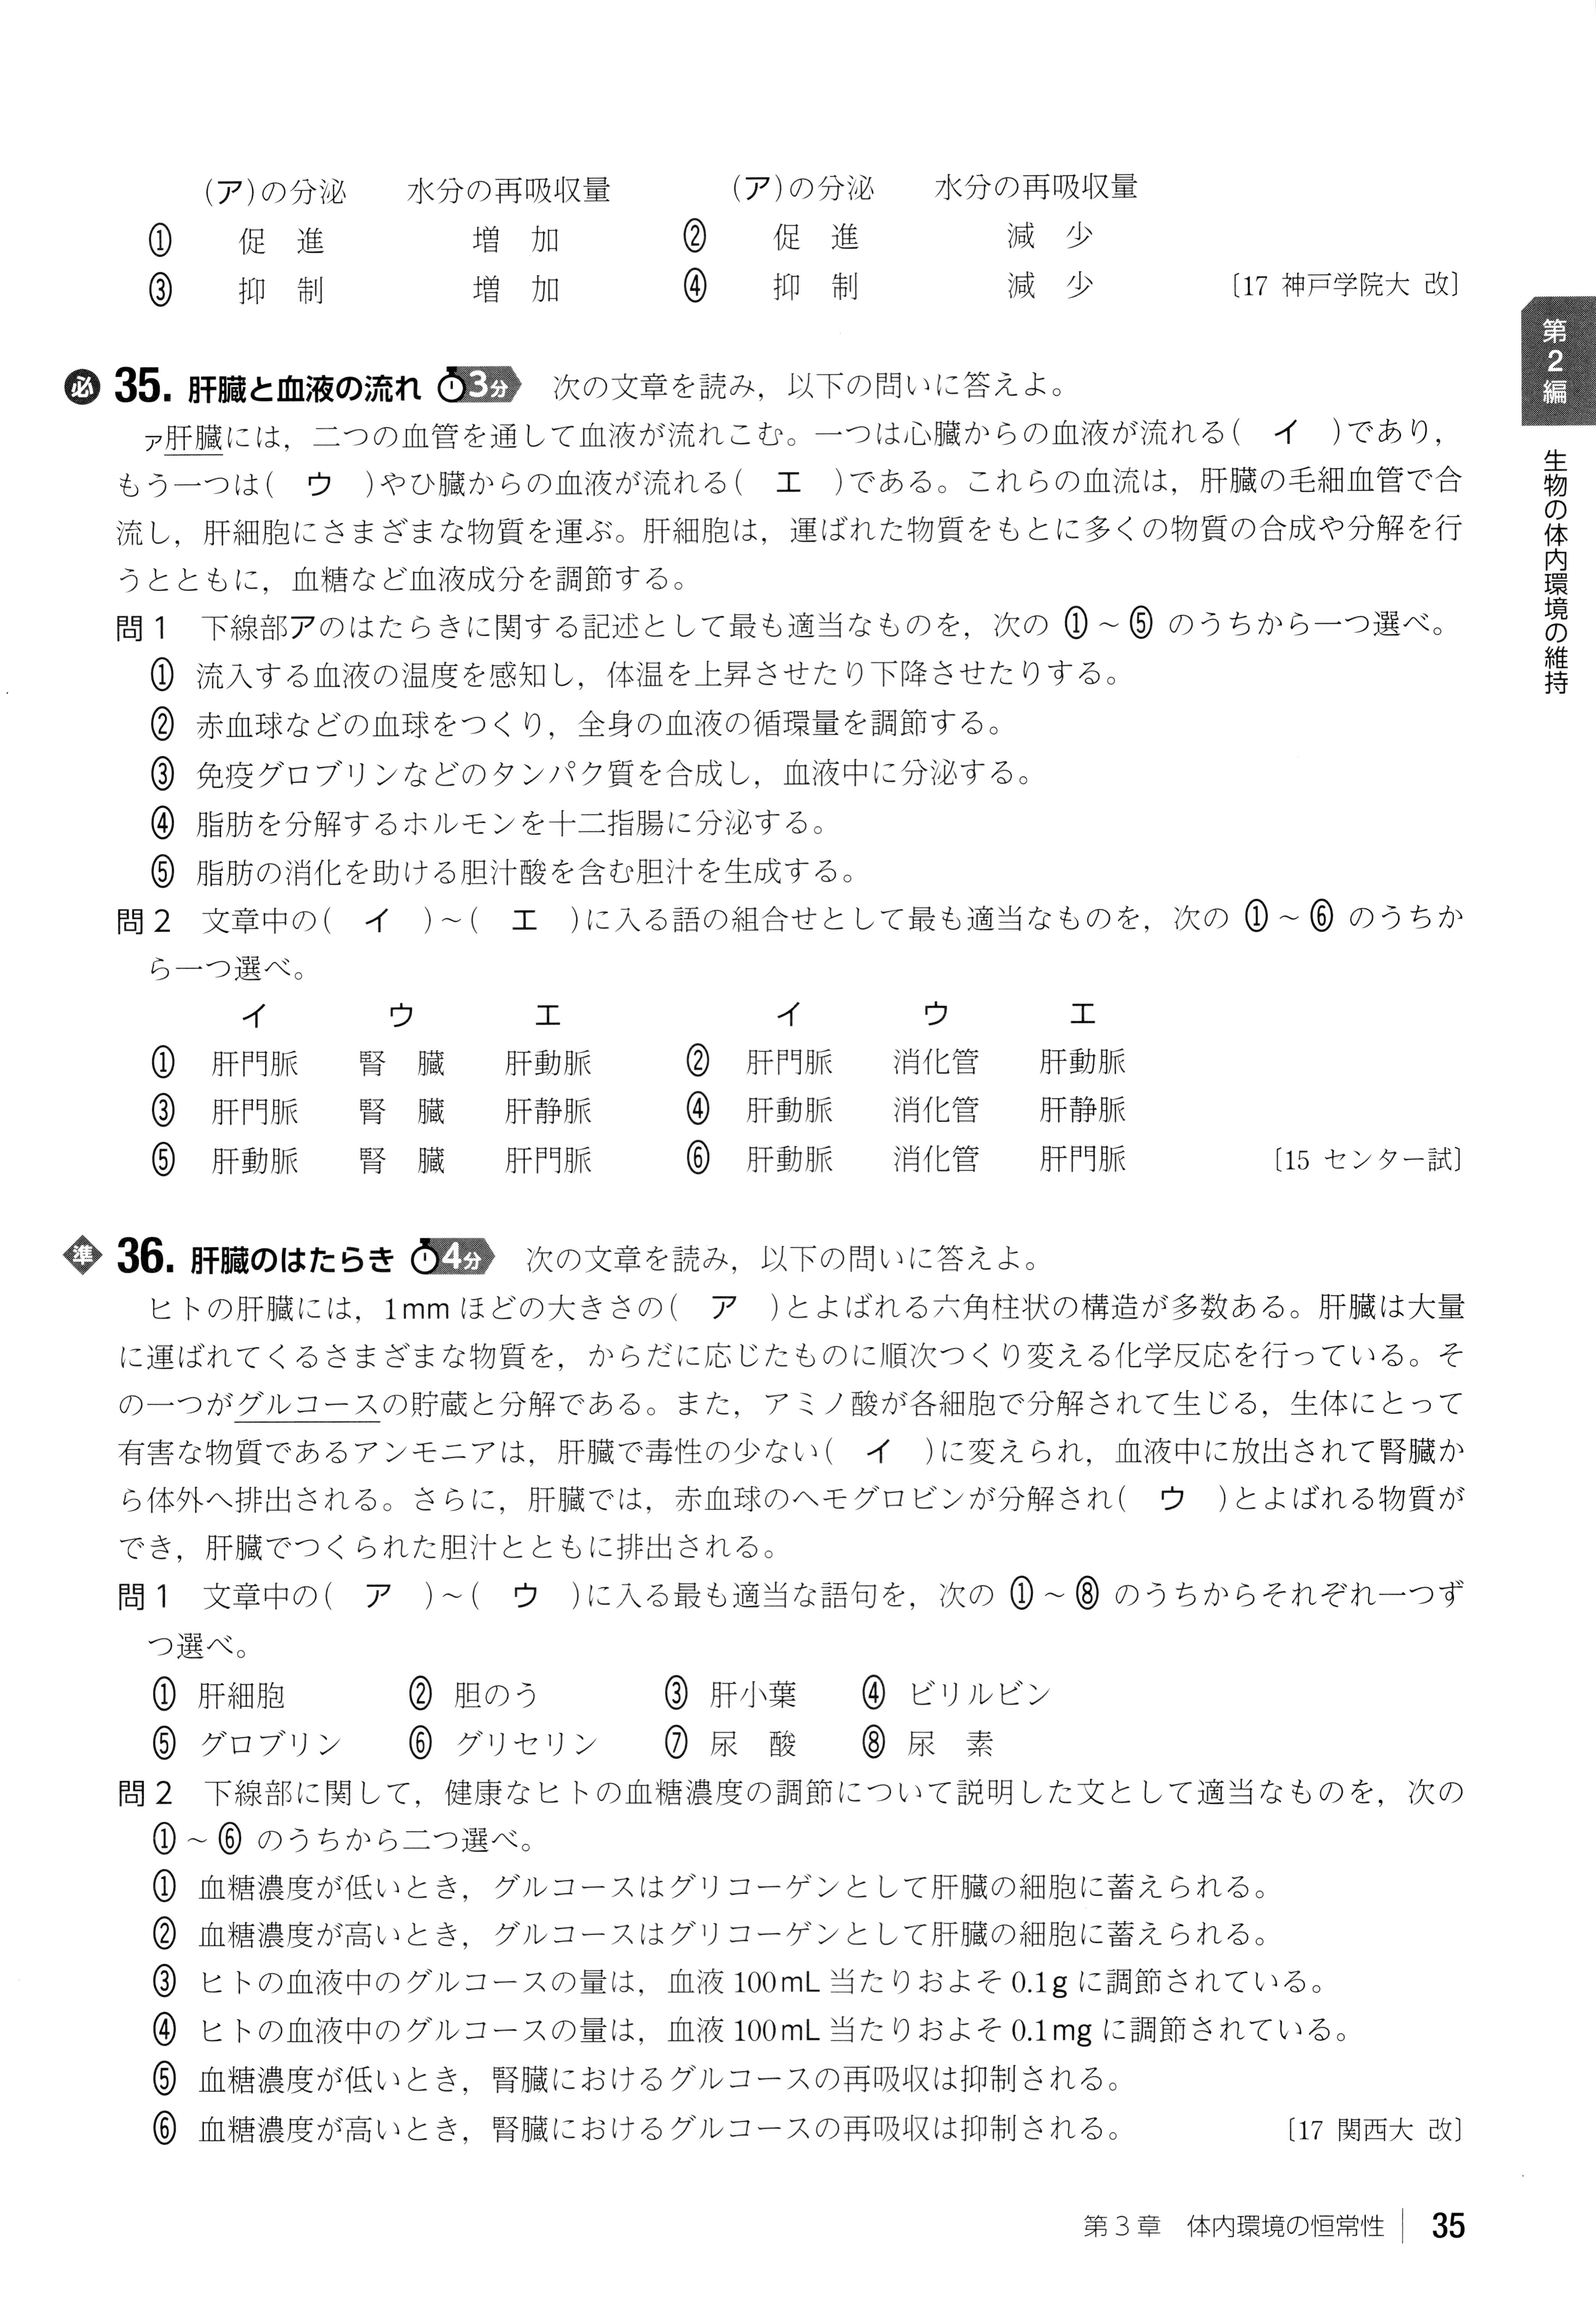 (ア)の分泌　水分の再吸収量　(ア)の分泌　水分の再吸収量
①　促　進　増　加　②　促　進　減　少
③　抑　制　増　加　④　抑　制　減　少　〔17 神戸学院大 改〕
必 35. 肝臓と血液の流れ 3分　次の文章を読み，以下の問いに答えよ。
ア肝臓には，二つの血管を通して血液が流れこむ。一つは心臓からの血液が流れる(　イ　)であり，
もう一つは(　ウ　)やひ臓からの血液が流れる(　エ　)である。これらの血流は，肝臓の毛細血管で合
流し，肝細胞にさまざまな物質を運ぶ。肝細胞は，運ばれた物質をもとに多くの物質の合成や分解を行
うとともに，血糖など血液成分を調節する。
問1　下線部アのはたらきに関する記述として最も適当なものを，次の ①～⑤ のうちから一つ選べ。
① 流入する血液の温度を感知し，体温を上昇させたり下降させたりする。
② 赤血球などの血球をつくり，全身の血液の循環量を調節する。
③ 免疫グロブリンなどのタンパク質を合成し，血液中に分泌する。
④ 脂肪を分解するホルモンを十二指腸に分泌する。
⑤ 脂肪の消化を助ける胆汁酸を含む胆汁を生成する。
問2　文章中の(　イ　)～(　エ　)に入る語の組合せとして最も適当なものを，次の ①～⑥ のうちか
ら一つ選べ。
イ　ウ　エ　イ　ウ　エ
①　肝門脈　腎　臓　肝動脈　②　肝門脈　消化管　肝動脈
③　肝門脈　腎　臓　肝静脈　④　肝動脈　消化管　肝静脈
⑤　肝動脈　腎　臓　肝門脈　⑥　肝動脈　消化管　肝門脈　〔15 センター試〕
準 36. 肝臓のはたらき 4分　次の文章を読み，以下の問いに答えよ。
ヒトの肝臓には，1mm ほどの大きさの(　ア　)とよばれる六角柱状の構造が多数ある。肝臓は大量
に運ばれてくるさまざまな物質を，からだに応じたものに順次つくり変える化学反応を行っている。そ
の一つがグルコースの貯蔵と分解である。また，アミノ酸が各細胞で分解されて生じる，生体にとって
有害な物質であるアンモニアは，肝臓で毒性の少ない(　イ　)に変えられ，血液中に放出されて腎臓か
ら体外へ排出される。さらに，肝臓では，赤血球のヘモグロビンが分解され(　ウ　)とよばれる物質が
でき，肝臓でつくられた胆汁とともに排出される。
問1　文章中の(　ア　)～(　ウ　)に入る最も適当な語句を，次の ①～⑧ のうちからそれぞれ一つず
つ選べ。
① 肝細胞　② 胆のう　③ 肝小葉　④ ビリルビン
⑤ グロブリン　⑥ グリセリン　⑦ 尿　酸　⑧ 尿　素
問2　下線部に関して，健康なヒトの血糖濃度の調節について説明した文として適当なものを，次の
①～⑥ のうちから二つ選べ。
① 血糖濃度が低いとき，グルコースはグリコーゲンとして肝臓の細胞に蓄えられる。
② 血糖濃度が高いとき，グルコースはグリコーゲンとして肝臓の細胞に蓄えられる。
③ ヒトの血液中のグルコースの量は，血液 100mL 当たりおよそ 0.1g に調節されている。
④ ヒトの血液中のグルコースの量は，血液 100mL 当たりおよそ 0.1mg に調節されている。
⑤ 血糖濃度が低いとき，腎臓におけるグルコースの再吸収は抑制される。
⑥ 血糖濃度が高いとき，腎臓におけるグルコースの再吸収は抑制される。　〔17 関西大 改〕
第2編
生物の体内環境の維持
第3章　体内環境の恒常性　35